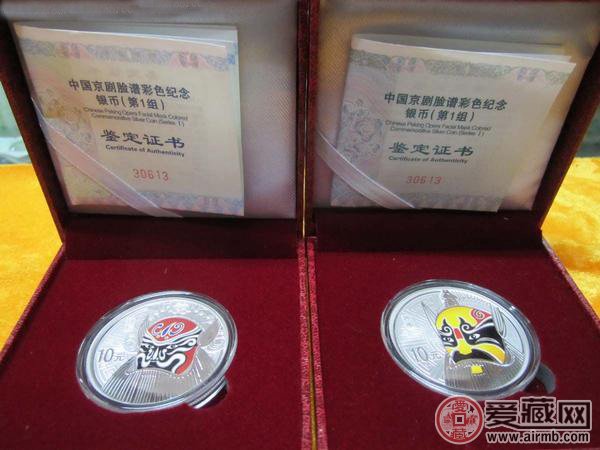 中国京剧脸谱彩色纪念
银币（第1组）
Chinese Peking Opera Facial Mask Colored
Commemorative Silver Coin (Series I)
鉴定证书
Certificate of Authenticity
30613
中国京剧脸谱彩色纪念
银币（第1组）
Chinese Peking Opera Facial Mask Colored
Commemorative Silver Coin (Series I)
鉴定证书
Certificate of Authenticity
30613
10元
10元
爱藏网
www.airmb.com